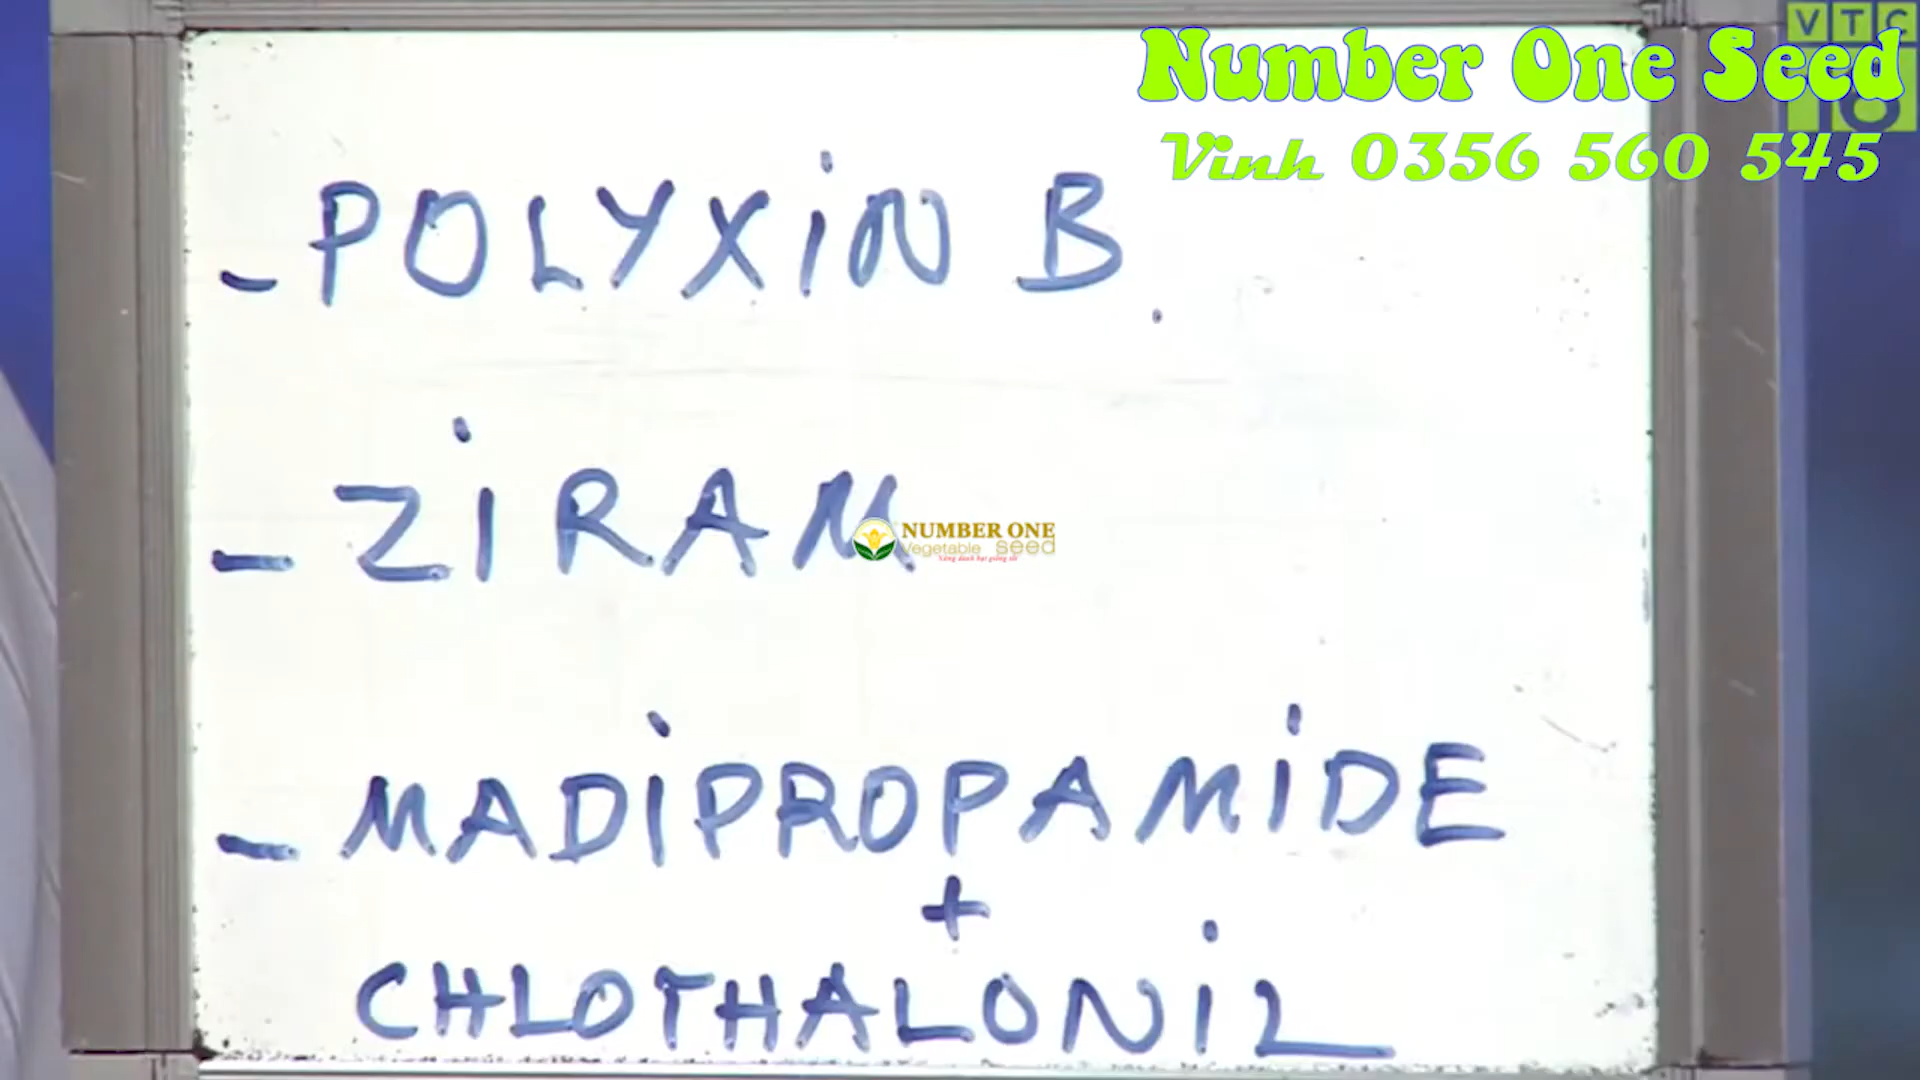 VTC
Number One Seed
Vinh 0356 560 545
- POLYXIN B.
- ZIRAM
NUMBER ONE
Vegetable seed
- MADIPROPAMIDE
+
CHLOTHALONIL